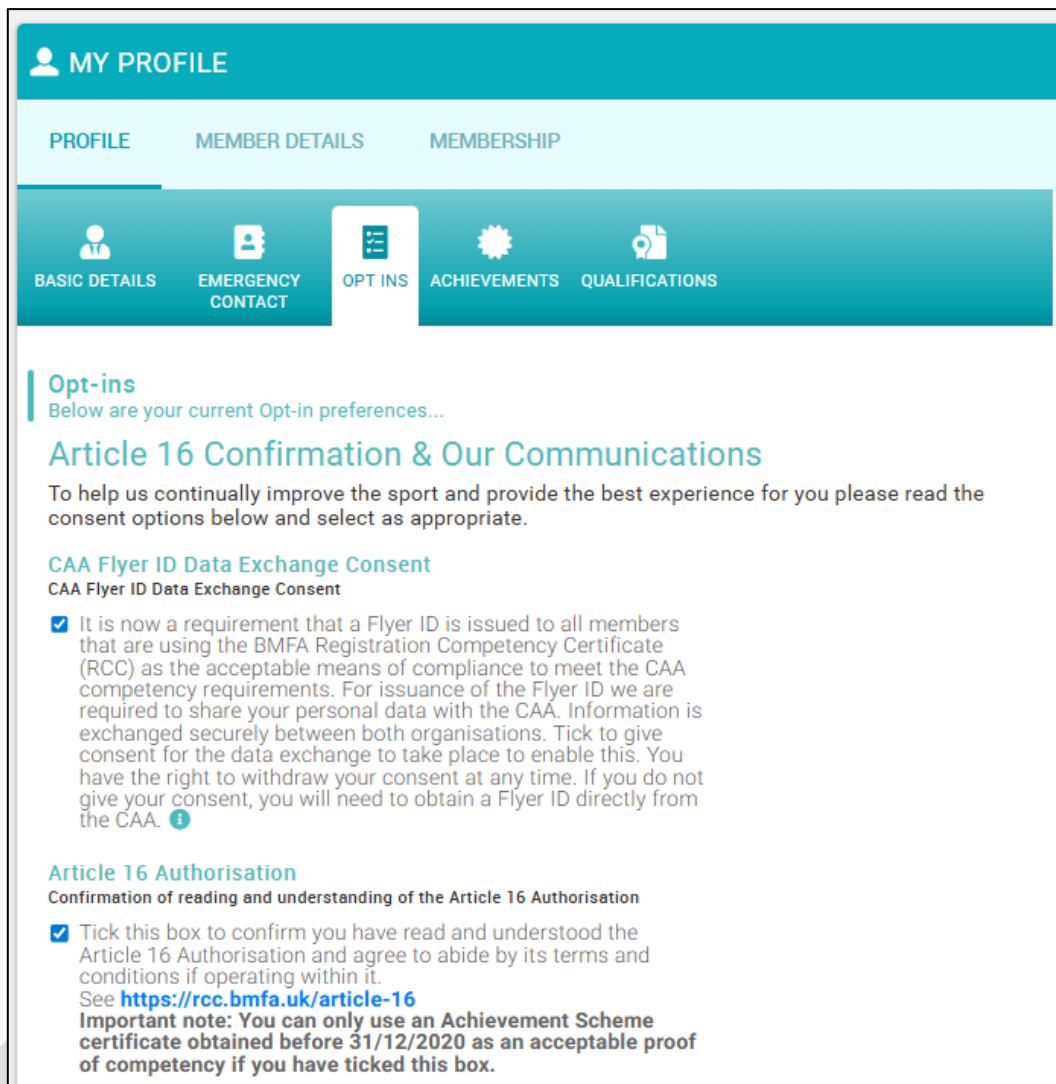 MY PROFILE
PROFILE MEMBER DETAILS MEMBERSHIP
BASIC DETAILS EMERGENCY CONTACT OPT INS ACHIEVEMENTS QUALIFICATIONS
Opt-ins
Below are your current Opt-in preferences...
Article 16 Confirmation & Our Communications
To help us continually improve the sport and provide the best experience for you please read the
consent options below and select as appropriate.
CAA Flyer ID Data Exchange Consent
CAA Flyer ID Data Exchange Consent
It is now a requirement that a Flyer ID is issued to all members
that are using the BMFA Registration Competency Certificate
(RCC) as the acceptable means of compliance to meet the CAA
competency requirements. For issuance of the Flyer ID we are
required to share your personal data with the CAA. Information is
exchanged securely between both organisations. Tick to give
consent for the data exchange to take place to enable this. You
have the right to withdraw your consent at any time. If you do not
give your consent, you will need to obtain a Flyer ID directly from
the CAA.
Article 16 Authorisation
Confirmation of reading and understanding of the Article 16 Authorisation
Tick this box to confirm you have read and understood the
Article 16 Authorisation and agree to abide by its terms and
conditions if operating within it.
See https://rcc.bmfa.uk/article-16
Important note: You can only use an Achievement Scheme
certificate obtained before 31/12/2020 as an acceptable proof
of competency if you have ticked this box.